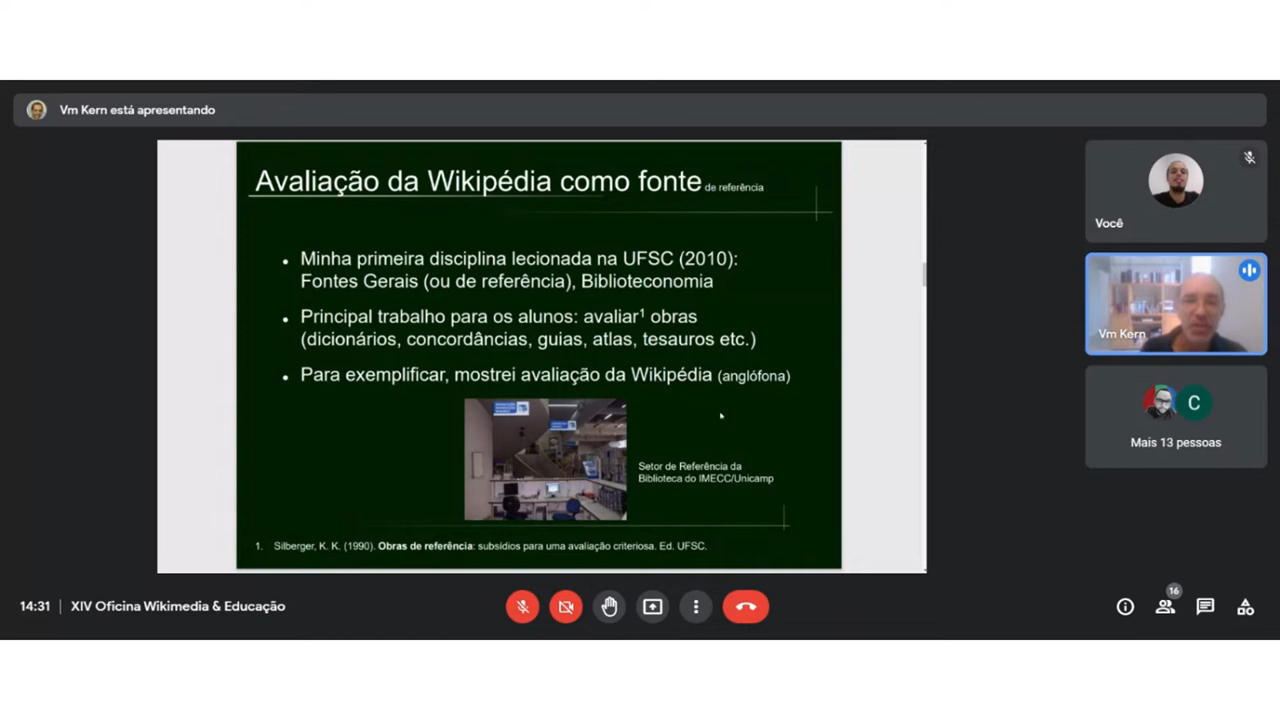 Vm Kern está apresentando
Avaliação da Wikipédia como fonte de referência
Minha primeira disciplina lecionada na UFSC (2010):
Fontes Gerais (ou de referência), Biblioteconomia
Principal trabalho para os alunos: avaliar¹ obras
(dicionários, concordâncias, guias, atlas, tesauros etc.)
Para exemplificar, mostrei avaliação da Wikipédia (anglófona)
Setor de Referência da
Biblioteca do IMECC/Unicamp
1. Silberger, K. K. (1990). Obras de referência: subsídios para uma avaliação criteriosa. Ed. UFSC.
Você
Vm Kern
C
Mais 13 pessoas
14:31 | XIV Oficina Wikimedia & Educação
16